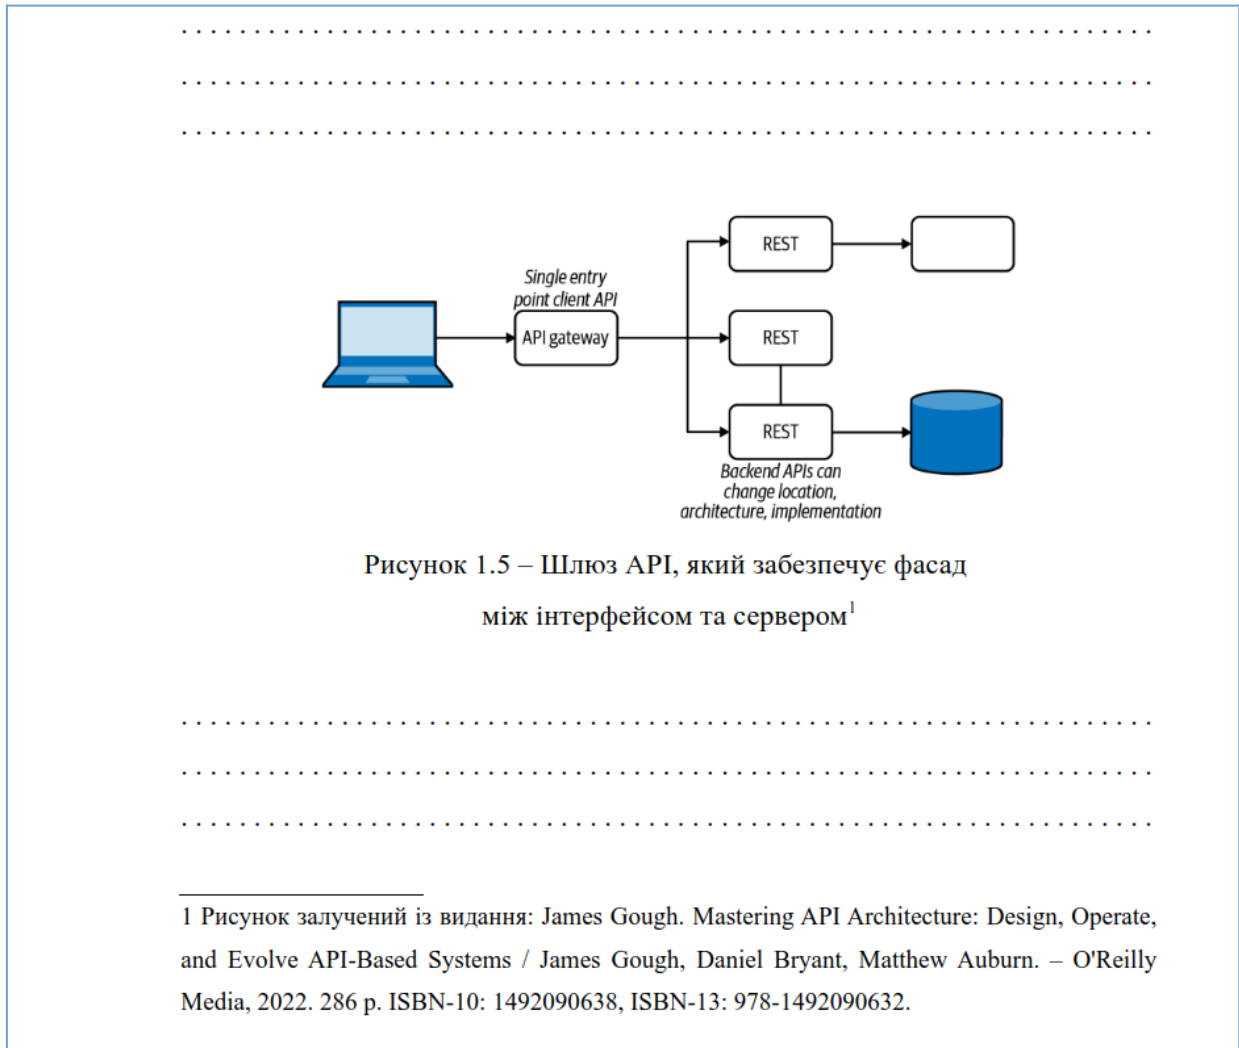 . . . . . . . . . . . . . . . . . . . . . . . . . . . . . . . . . . . . . . . . . . . . . . . . . . . . . . . . . . . . . . . . . . .
. . . . . . . . . . . . . . . . . . . . . . . . . . . . . . . . . . . . . . . . . . . . . . . . . . . . . . . . . . . . . . . . . . .
. . . . . . . . . . . . . . . . . . . . . . . . . . . . . . . . . . . . . . . . . . . . . . . . . . . . . . . . . . . . . . . . . . .
REST
Single entry
point client API
API gateway
REST
REST
Backend APIs can
change location,
architecture, implementation
Рисунок 1.5 – Шлюз API, який забезпечує фасад
між інтерфейсом та сервером1
. . . . . . . . . . . . . . . . . . . . . . . . . . . . . . . . . . . . . . . . . . . . . . . . . . . . . . . . . . . . . . . . . . .
. . . . . . . . . . . . . . . . . . . . . . . . . . . . . . . . . . . . . . . . . . . . . . . . . . . . . . . . . . . . . . . . . . .
. . . . . . . . . . . . . . . . . . . . . . . . . . . . . . . . . . . . . . . . . . . . . . . . . . . . . . . . . . . . . . . . . . .
1 Рисунок залучений із видання: James Gough. Mastering API Architecture: Design, Operate,
and Evolve API-Based Systems / James Gough, Daniel Bryant, Matthew Auburn. – O'Reilly
Media, 2022. 286 p. ISBN-10: 1492090638, ISBN-13: 978-1492090632.